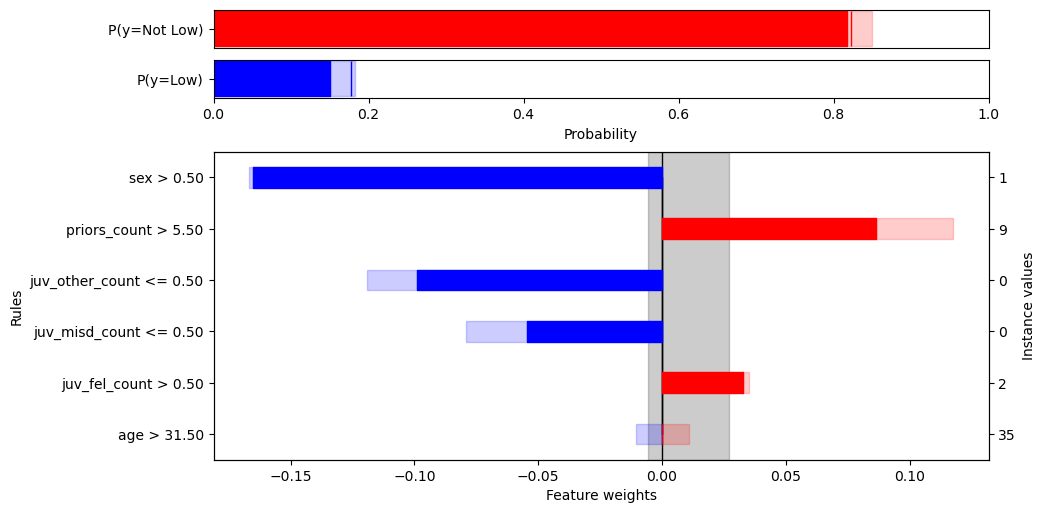 P(y=Not Low)
P(y=Low)
0.0 0.2 0.4 0.6 0.8 1.0
Probability
sex > 0.50 1
priors_count > 5.50 9
juv_other_count <= 0.50 0
juv_misd_count <= 0.50 0
juv_fel_count > 0.50 2
age > 31.50 35
Rules
Instance values
−0.15 −0.10 −0.05 0.00 0.05 0.10
Feature weights